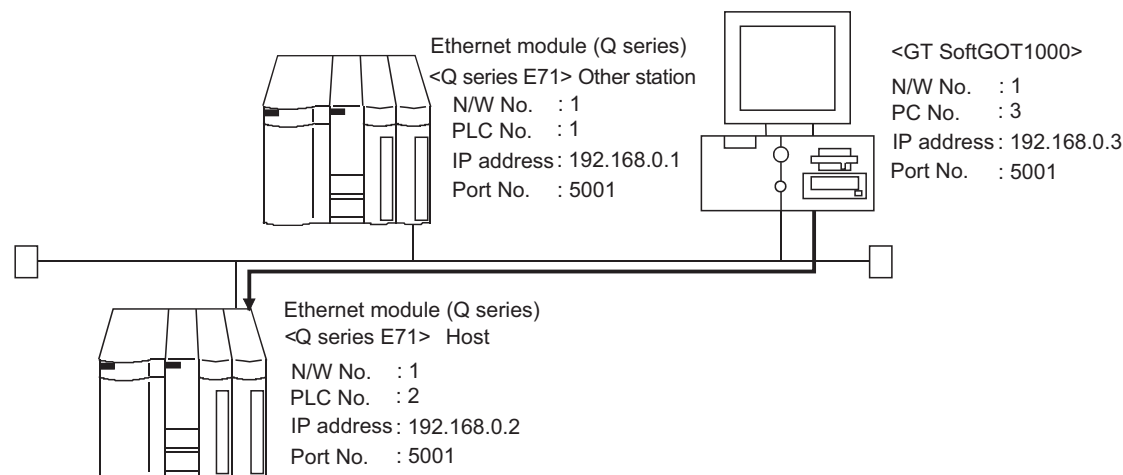 Ethernet module (Q series)
<Q series E71> Other station
N/W No. : 1
PLC No. : 1
IP address : 192.168.0.1
Port No. : 5001
<GT SoftGOT1000>
N/W No. : 1
PC No. : 3
IP address : 192.168.0.3
Port No. : 5001
Ethernet module (Q series)
<Q series E71> Host
N/W No. : 1
PLC No. : 2
IP address : 192.168.0.2
Port No. : 5001